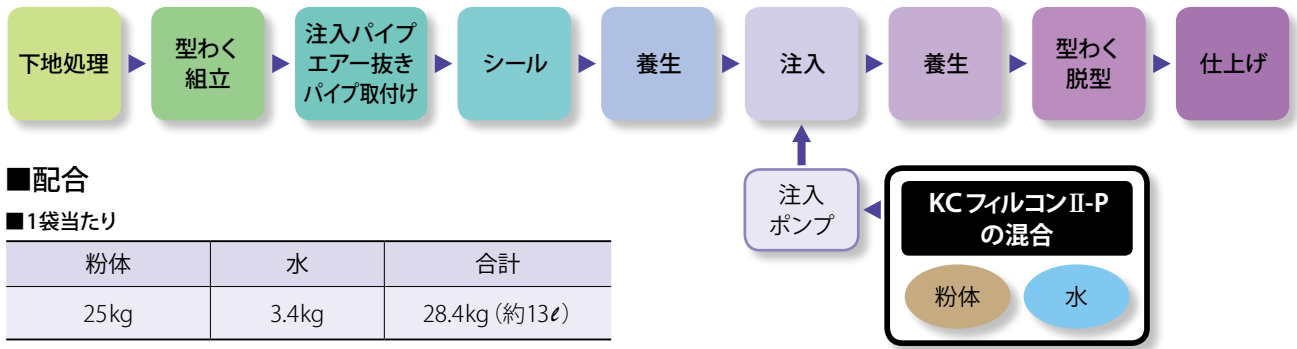 下地処理
型わく
組立
注入パイプ
エアー抜き
パイプ取付け
シール
養生
注入
養生
型わく
脱型
仕上げ
注入
ポンプ
KCフィルコンⅡ-P
の混合
粉体
水
■配合
■1袋当たり
粉体 水 合計
25kg 3.4kg 28.4kg（約13ℓ）